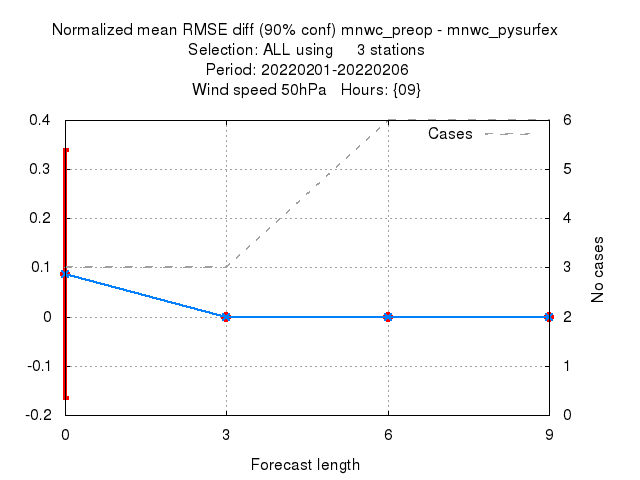 Normalized mean RMSE diff (90% conf) mnwc_preop - mnwc_pysurfex
Selection: ALL using 3 stations
Period: 20220201-20220206
Wind speed 50hPa Hours: {09}
Cases
0.4
0.3
0.2
0.1
0
-0.1
-0.2
6
5
4
3
2
1
0
No cases
0 3 6 9
Forecast length